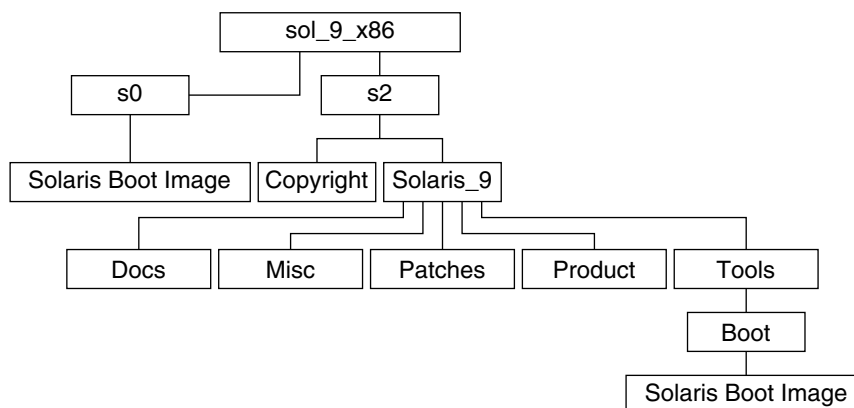 sol_9_x86
s0
s2
Solaris Boot Image
Copyright
Solaris_9
Docs
Misc
Patches
Product
Tools
Boot
Solaris Boot Image